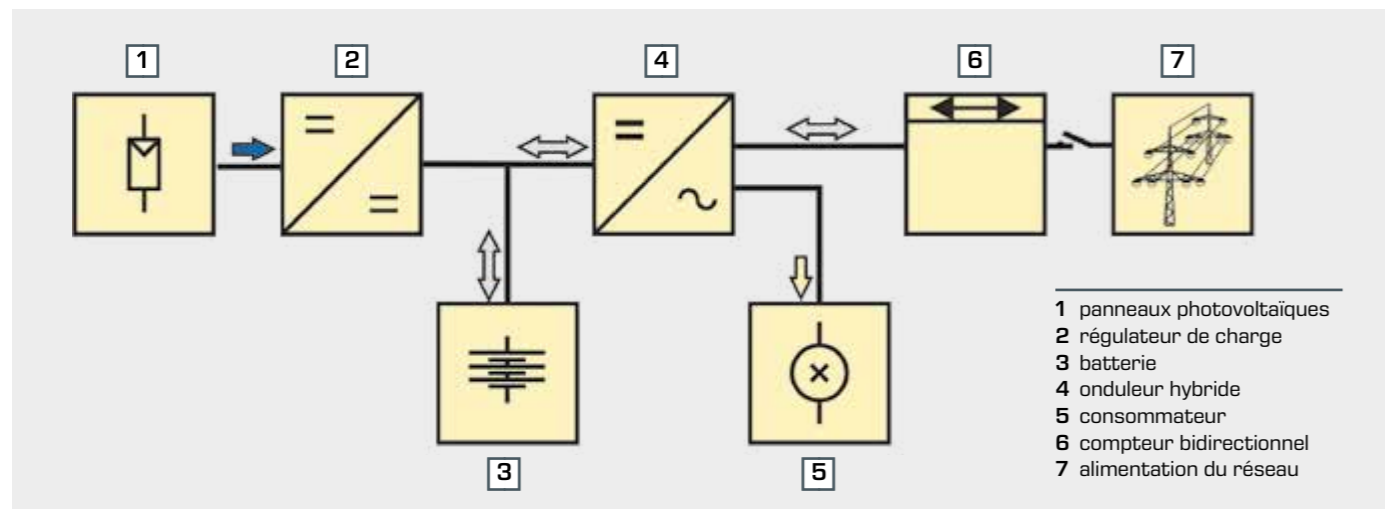 1
2
4
6
7
3
5
1 panneaux photovoltaïques
2 régulateur de charge
3 batterie
4 onduleur hybride
5 consommateur
6 compteur bidirectionnel
7 alimentation du réseau